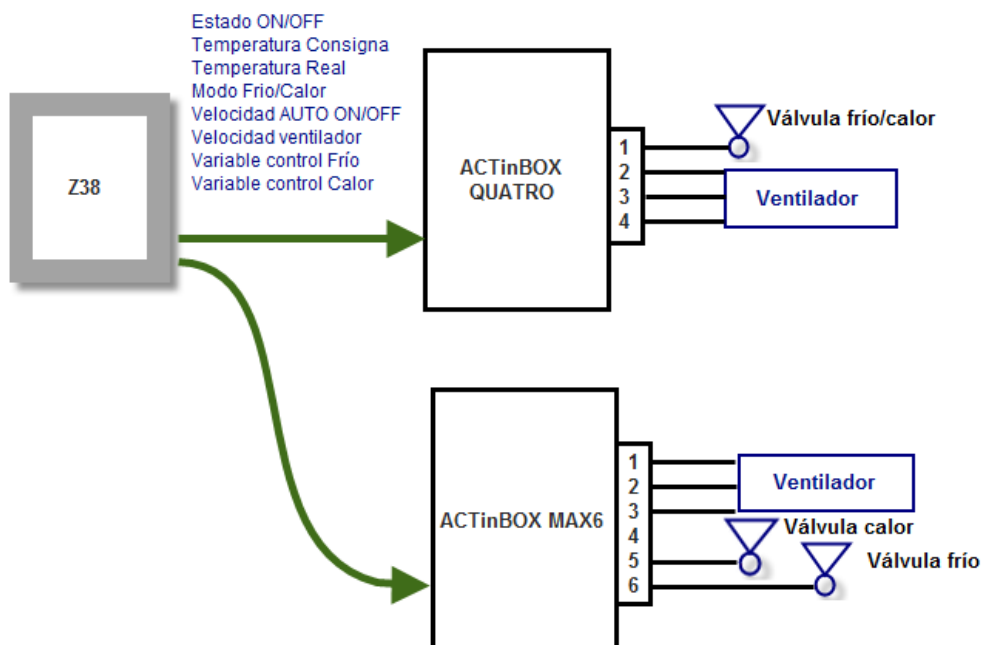 Estado ON/OFF
Temperatura Consigna
Temperatura Real
Modo Frio/Calor
Velocidad AUTO ON/OFF
Velocidad ventilador
Variable control Frío
Variable control Calor
Z38
ACTinBOX
QUATRO
1
2
3
4
Válvula frío/calor
Ventilador
ACTinBOX MAX6
1
2
3
4
5
6
Ventilador
Válvula calor
Válvula frío